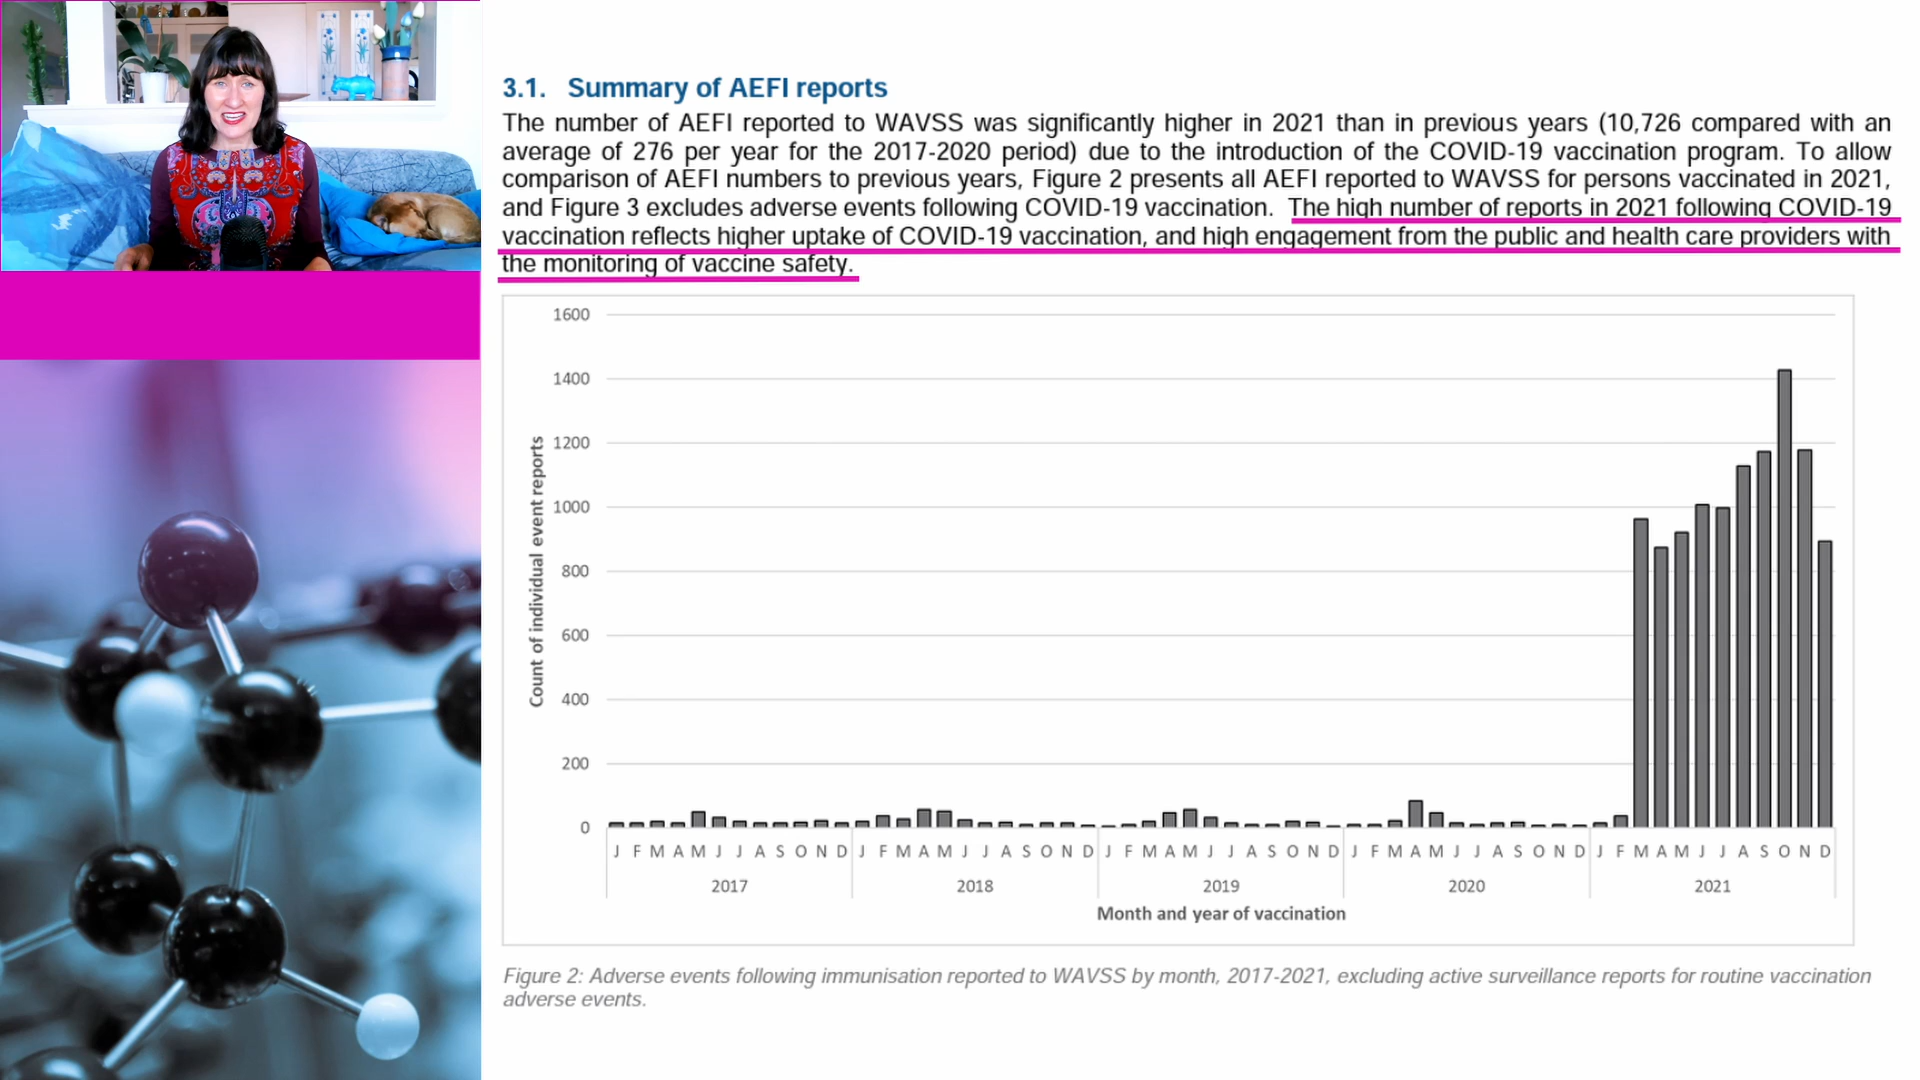 3.1. Summary of AEFI reports
The number of AEFI reported to WAVSS was significantly higher in 2021 than in previous years (10,726 compared with an
average of 276 per year for the 2017-2020 period) due to the introduction of the COVID-19 vaccination program. To allow
comparison of AEFI numbers to previous years, Figure 2 presents all AEFI reported to WAVSS for persons vaccinated in 2021,
and Figure 3 excludes adverse events following COVID-19 vaccination. The high number of reports in 2021 following COVID-19
vaccination reflects higher uptake of COVID-19 vaccination, and high engagement from the public and health care providers with
the monitoring of vaccine safety.
Count of individual event reports
1600
1400
1200
1000
800
600
400
200
0
J F M A M J J A S O N D J F M A M J J A S O N D J F M A M J J A S O N D J F M A M J J A S O N D J F M A M J J A S O N D
2017 2018 2019 2020 2021
Month and year of vaccination
Figure 2: Adverse events following immunisation reported to WAVSS by month, 2017-2021, excluding active surveillance reports for routine vaccination
adverse events.